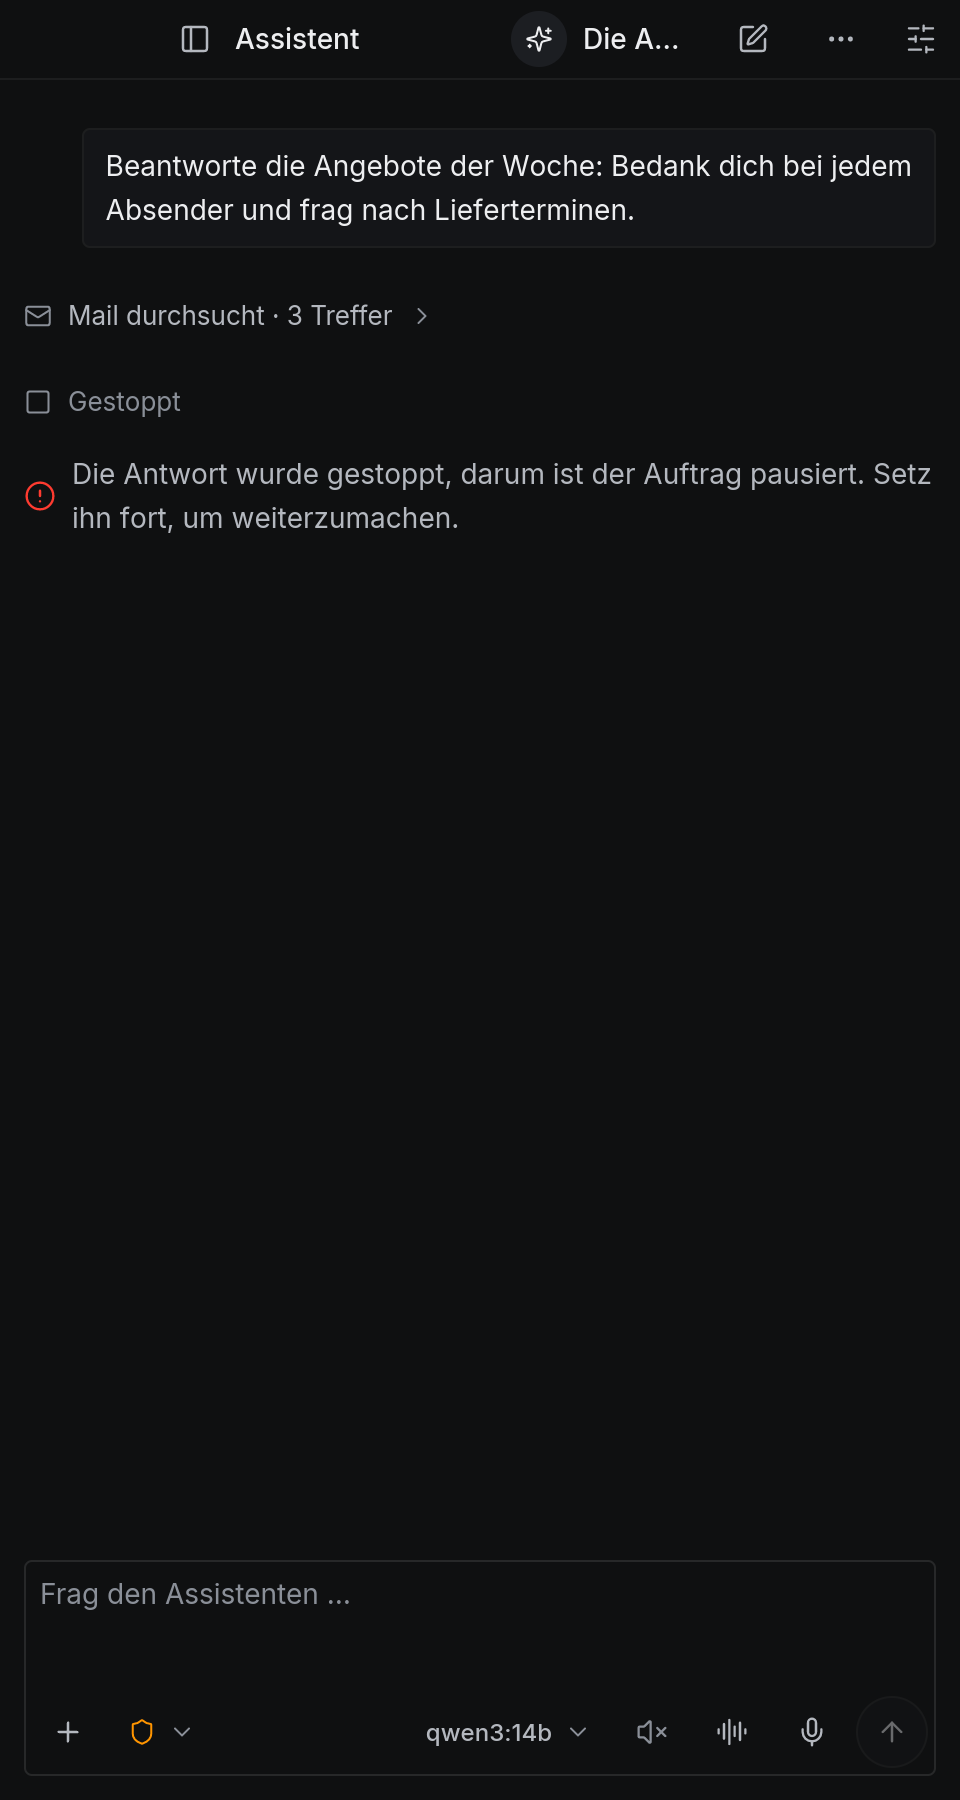 Assistent
Die A...
Beantworte die Angebote der Woche: Bedank dich bei jedem
Absender und frag nach Lieferterminen.
Mail durchsucht · 3 Treffer
Gestoppt
Die Antwort wurde gestoppt, darum ist der Auftrag pausiert. Setz
ihn fort, um weiterzumachen.
Frag den Assistenten ...
qwen3:14b